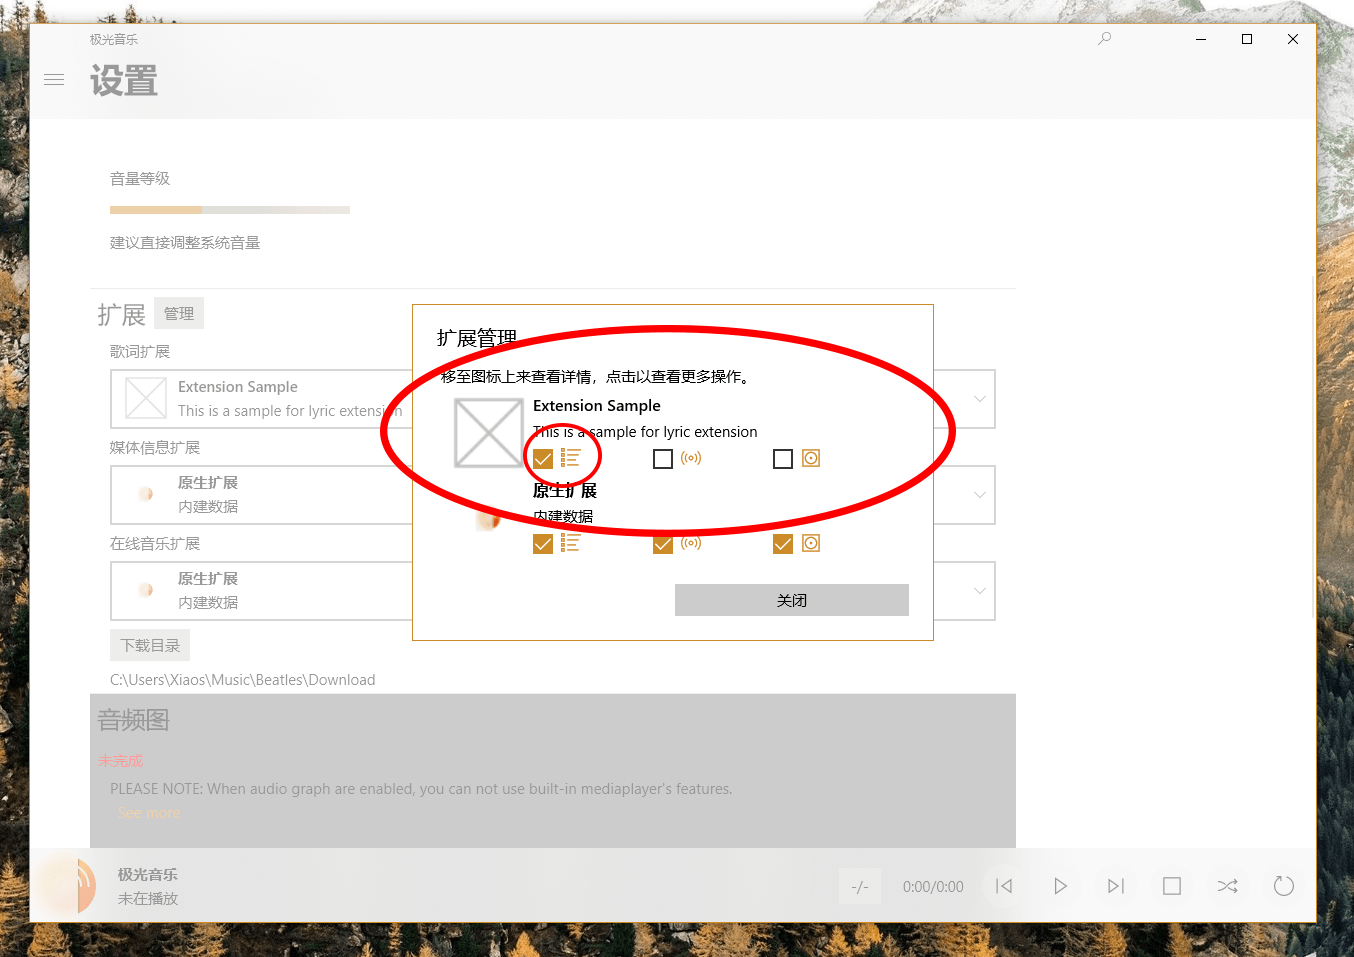 极光音乐
设置
音量等级
建议直接调整系统音量
扩展 管理
歌词扩展
Extension Sample
This is a sample for lyric extension
媒体信息扩展
原生扩展
内建数据
在线音乐扩展
原生扩展
内建数据
下载目录
C:\Users\Xiaos\Music\Beatles\Download
音频图
未完成
PLEASE NOTE: When audio graph are enabled, you can not use built-in mediaplayer's features.
See more
扩展管理
移至图标上来查看详情，点击以查看更多操作。
Extension Sample
This is a sample for lyric extension
原生扩展
内建数据
关闭
极光音乐
未在播放
-/-
0:00/0:00